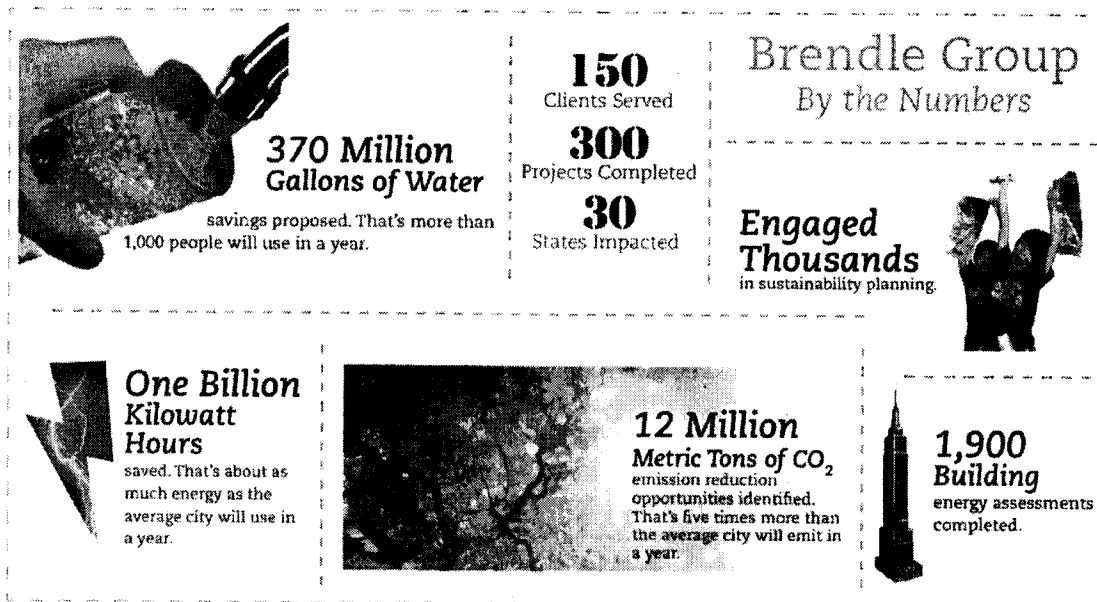 Brendle Group
By the Numbers
370 Million
Gallons of Water
savings proposed. That's more than
1,000 people will use in a year.
150
Clients Served
300
Projects Completed
30
States Impacted
Engaged
Thousands
in sustainability planning.
One Billion
Kilowatt
Hours
saved. That's about as
much energy as the
average city will use in
a year.
12 Million
Metric Tons of CO₂
emission reduction
opportunities identified.
That's five times more than
the average city will emit in
a year.
1,900
Building
energy assessments
completed.